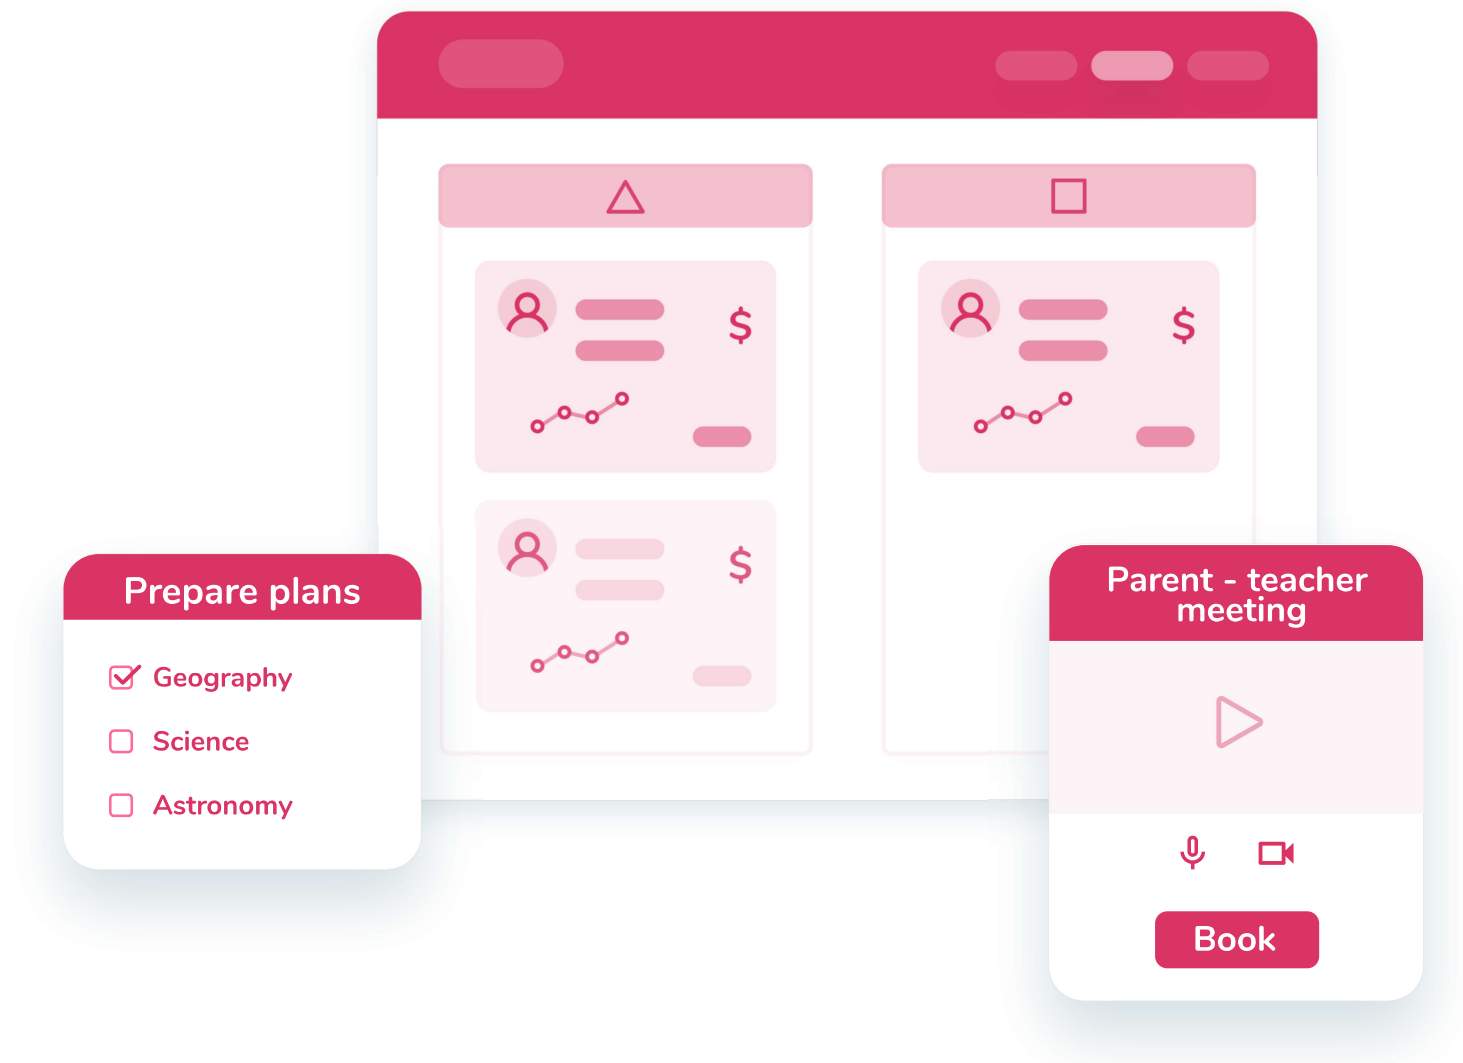 $
$
$
Prepare plans
Geography
Science
Astronomy
Parent - teacher
meeting
Book